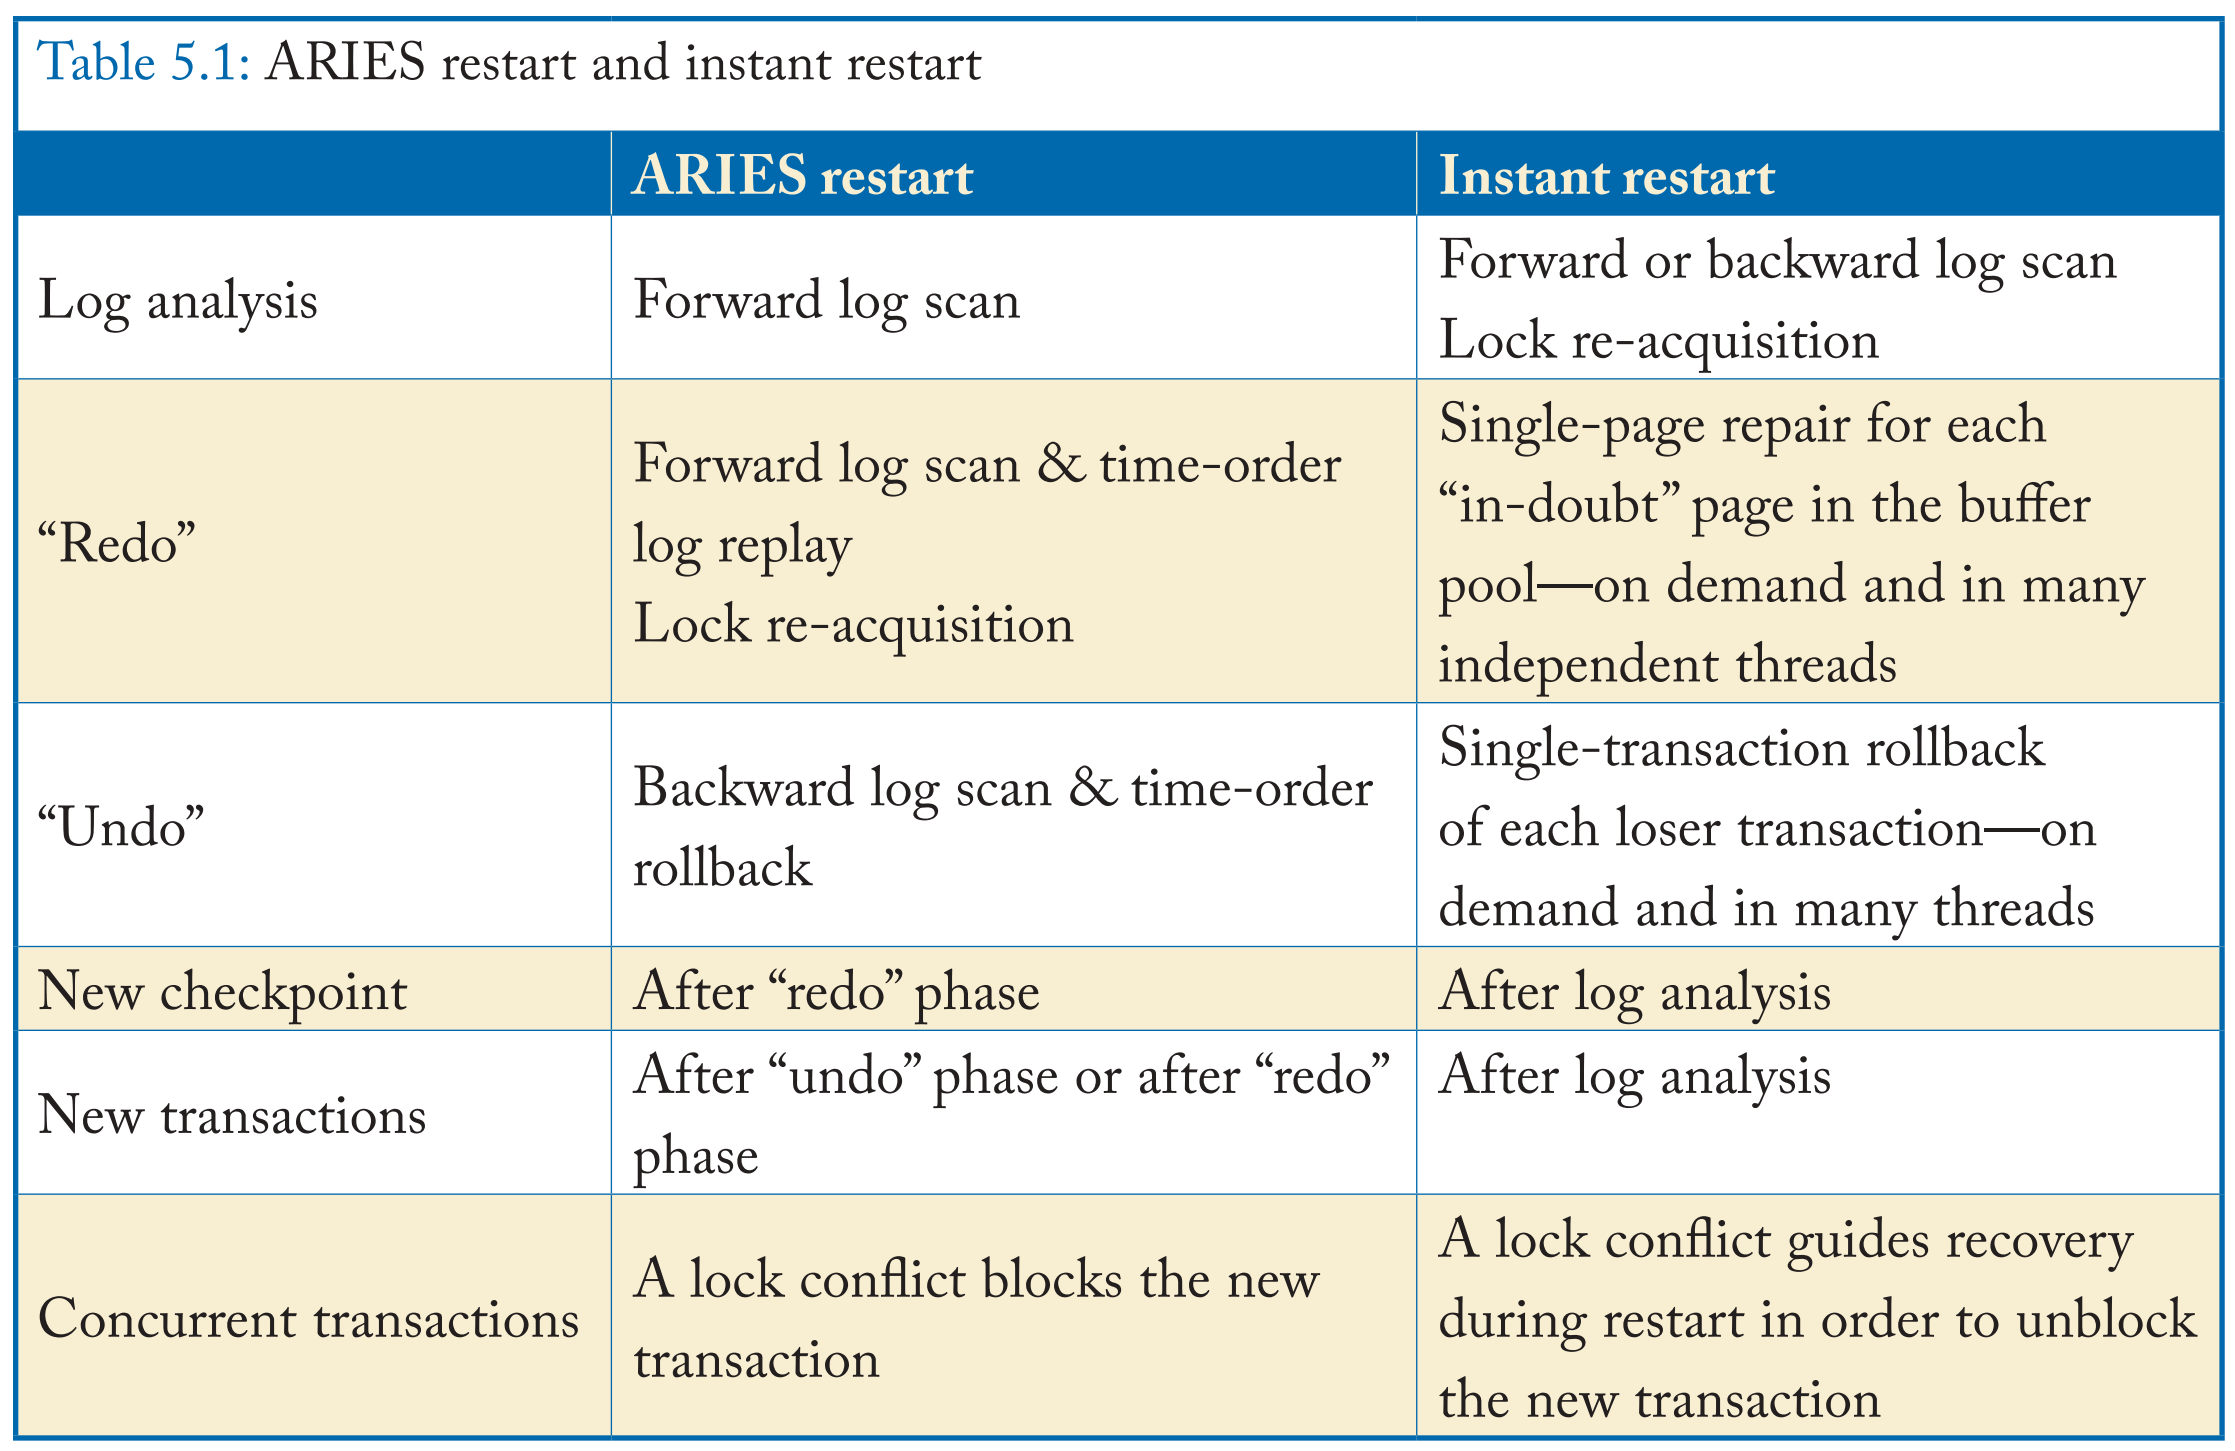 Table 5.1: ARIES restart and instant restart
ARIES restart
Instant restart
Log analysis
Forward log scan
Forward or backward log scan
Lock re-acquisition
“Redo”
Forward log scan & time-order
log replay
Lock re-acquisition
Single-page repair for each
“in-doubt” page in the buffer
pool—on demand and in many
independent threads
“Undo”
Backward log scan & time-order
rollback
Single-transaction rollback
of each loser transaction—on
demand and in many threads
New checkpoint
After “redo” phase
After log analysis
New transactions
After “undo” phase or after “redo”
phase
After log analysis
Concurrent transactions
A lock conflict blocks the new
transaction
A lock conflict guides recovery
during restart in order to unblock
the new transaction